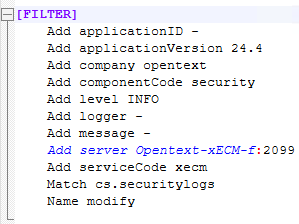 [FILTER]
Add applicationID -
Add applicationVersion 24.4
Add company opentext
Add componentCode security
Add level INFO
Add logger -
Add message -
Add server Opentext-xECM-f:2099
Add serviceCode xecm
Match cs.securitylogs
Name modify